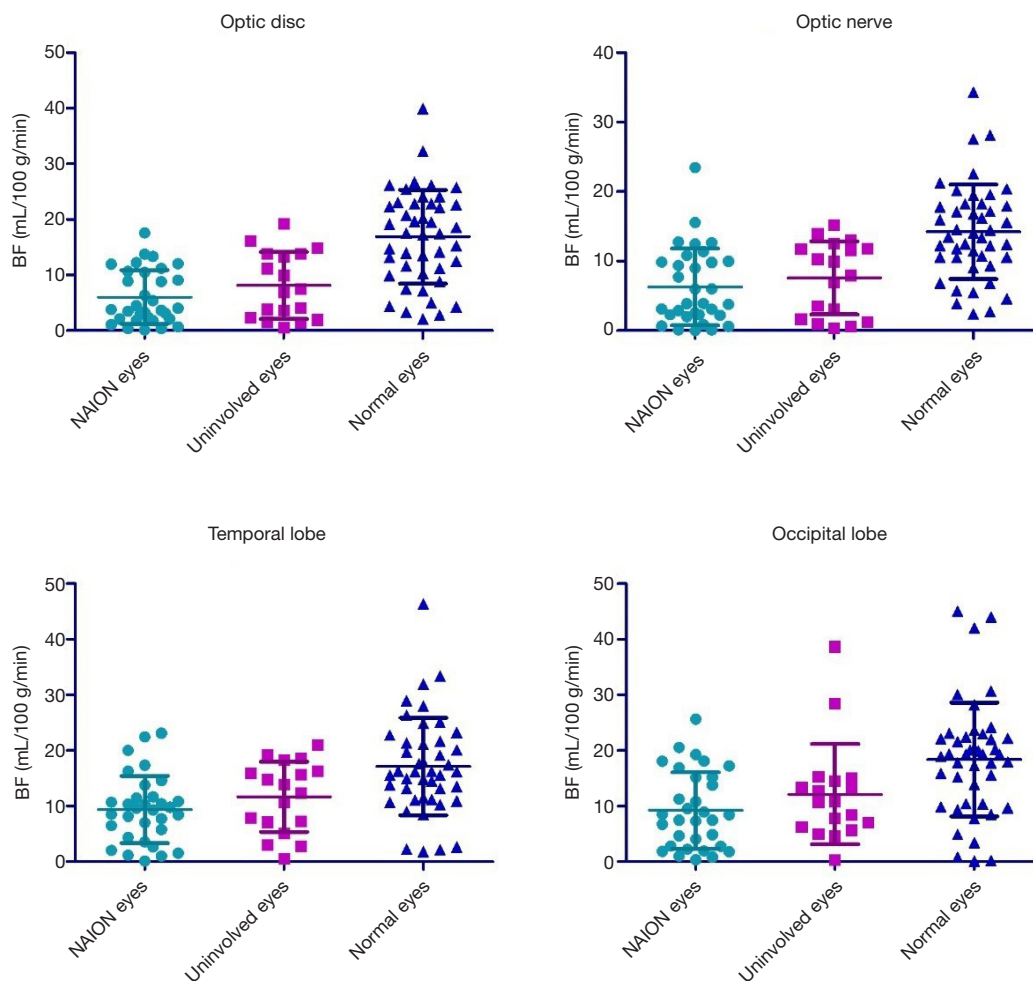 Optic disc
50
40
30
20
10
0
BF (mL/100 g/min)
NAION eyes
Uninvolved eyes
Normal eyes
Optic nerve
40
30
20
10
0
BF (mL/100 g/min)
NAION eyes
Uninvolved eyes
Normal eyes
Temporal lobe
50
40
30
20
10
0
BF (mL/100 g/min)
NAION eyes
Uninvolved eyes
Normal eyes
Occipital lobe
50
40
30
20
10
0
BF (mL/100 g/min)
NAION eyes
Uninvolved eyes
Normal eyes